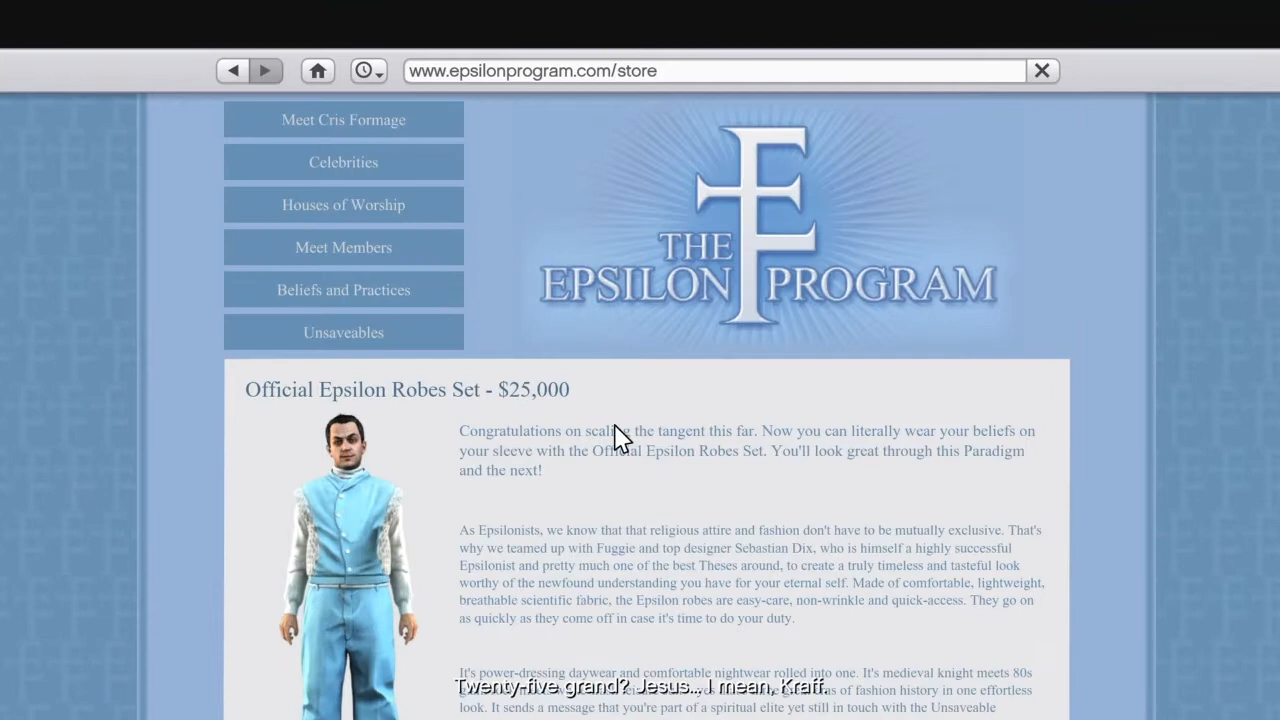 www.epsilonprogram.com/store
Meet Cris Formage
Celebrities
Houses of Worship
Meet Members
Beliefs and Practices
Unsaveables
THE
EPSILON PROGRAM
Official Epsilon Robes Set - $25,000
Congratulations on scaling the tangent this far. Now you can literally wear your beliefs on
your sleeve with the Official Epsilon Robes Set. You'll look great through this Paradigm
and the next!
As Epsilonists, we know that that religious attire and fashion don't have to be mutually exclusive. That's
why we teamed up with Fuggie and top designer Sebastian Dix, who is himself a highly successful
Epsilonist and pretty much one of the best Theses around, to create a truly timeless and tasteful look
worthy of the newfound understanding you have for your eternal self. Made of comfortable, lightweight,
breathable scientific fabric, the Epsilon robes are easy-care, non-wrinkle and quick-access. They go on
as quickly as they come off in case it's time to do your duty.
It's power-dressing daywear and comfortable nightwear rolled into one. It's medieval knight meets 80s
of fashion history in one effortless
look. It sends a message that you're part of a spiritual elite yet still in touch with the Unsaveable
Twenty-five grand? Jesus... I mean, Kraff.